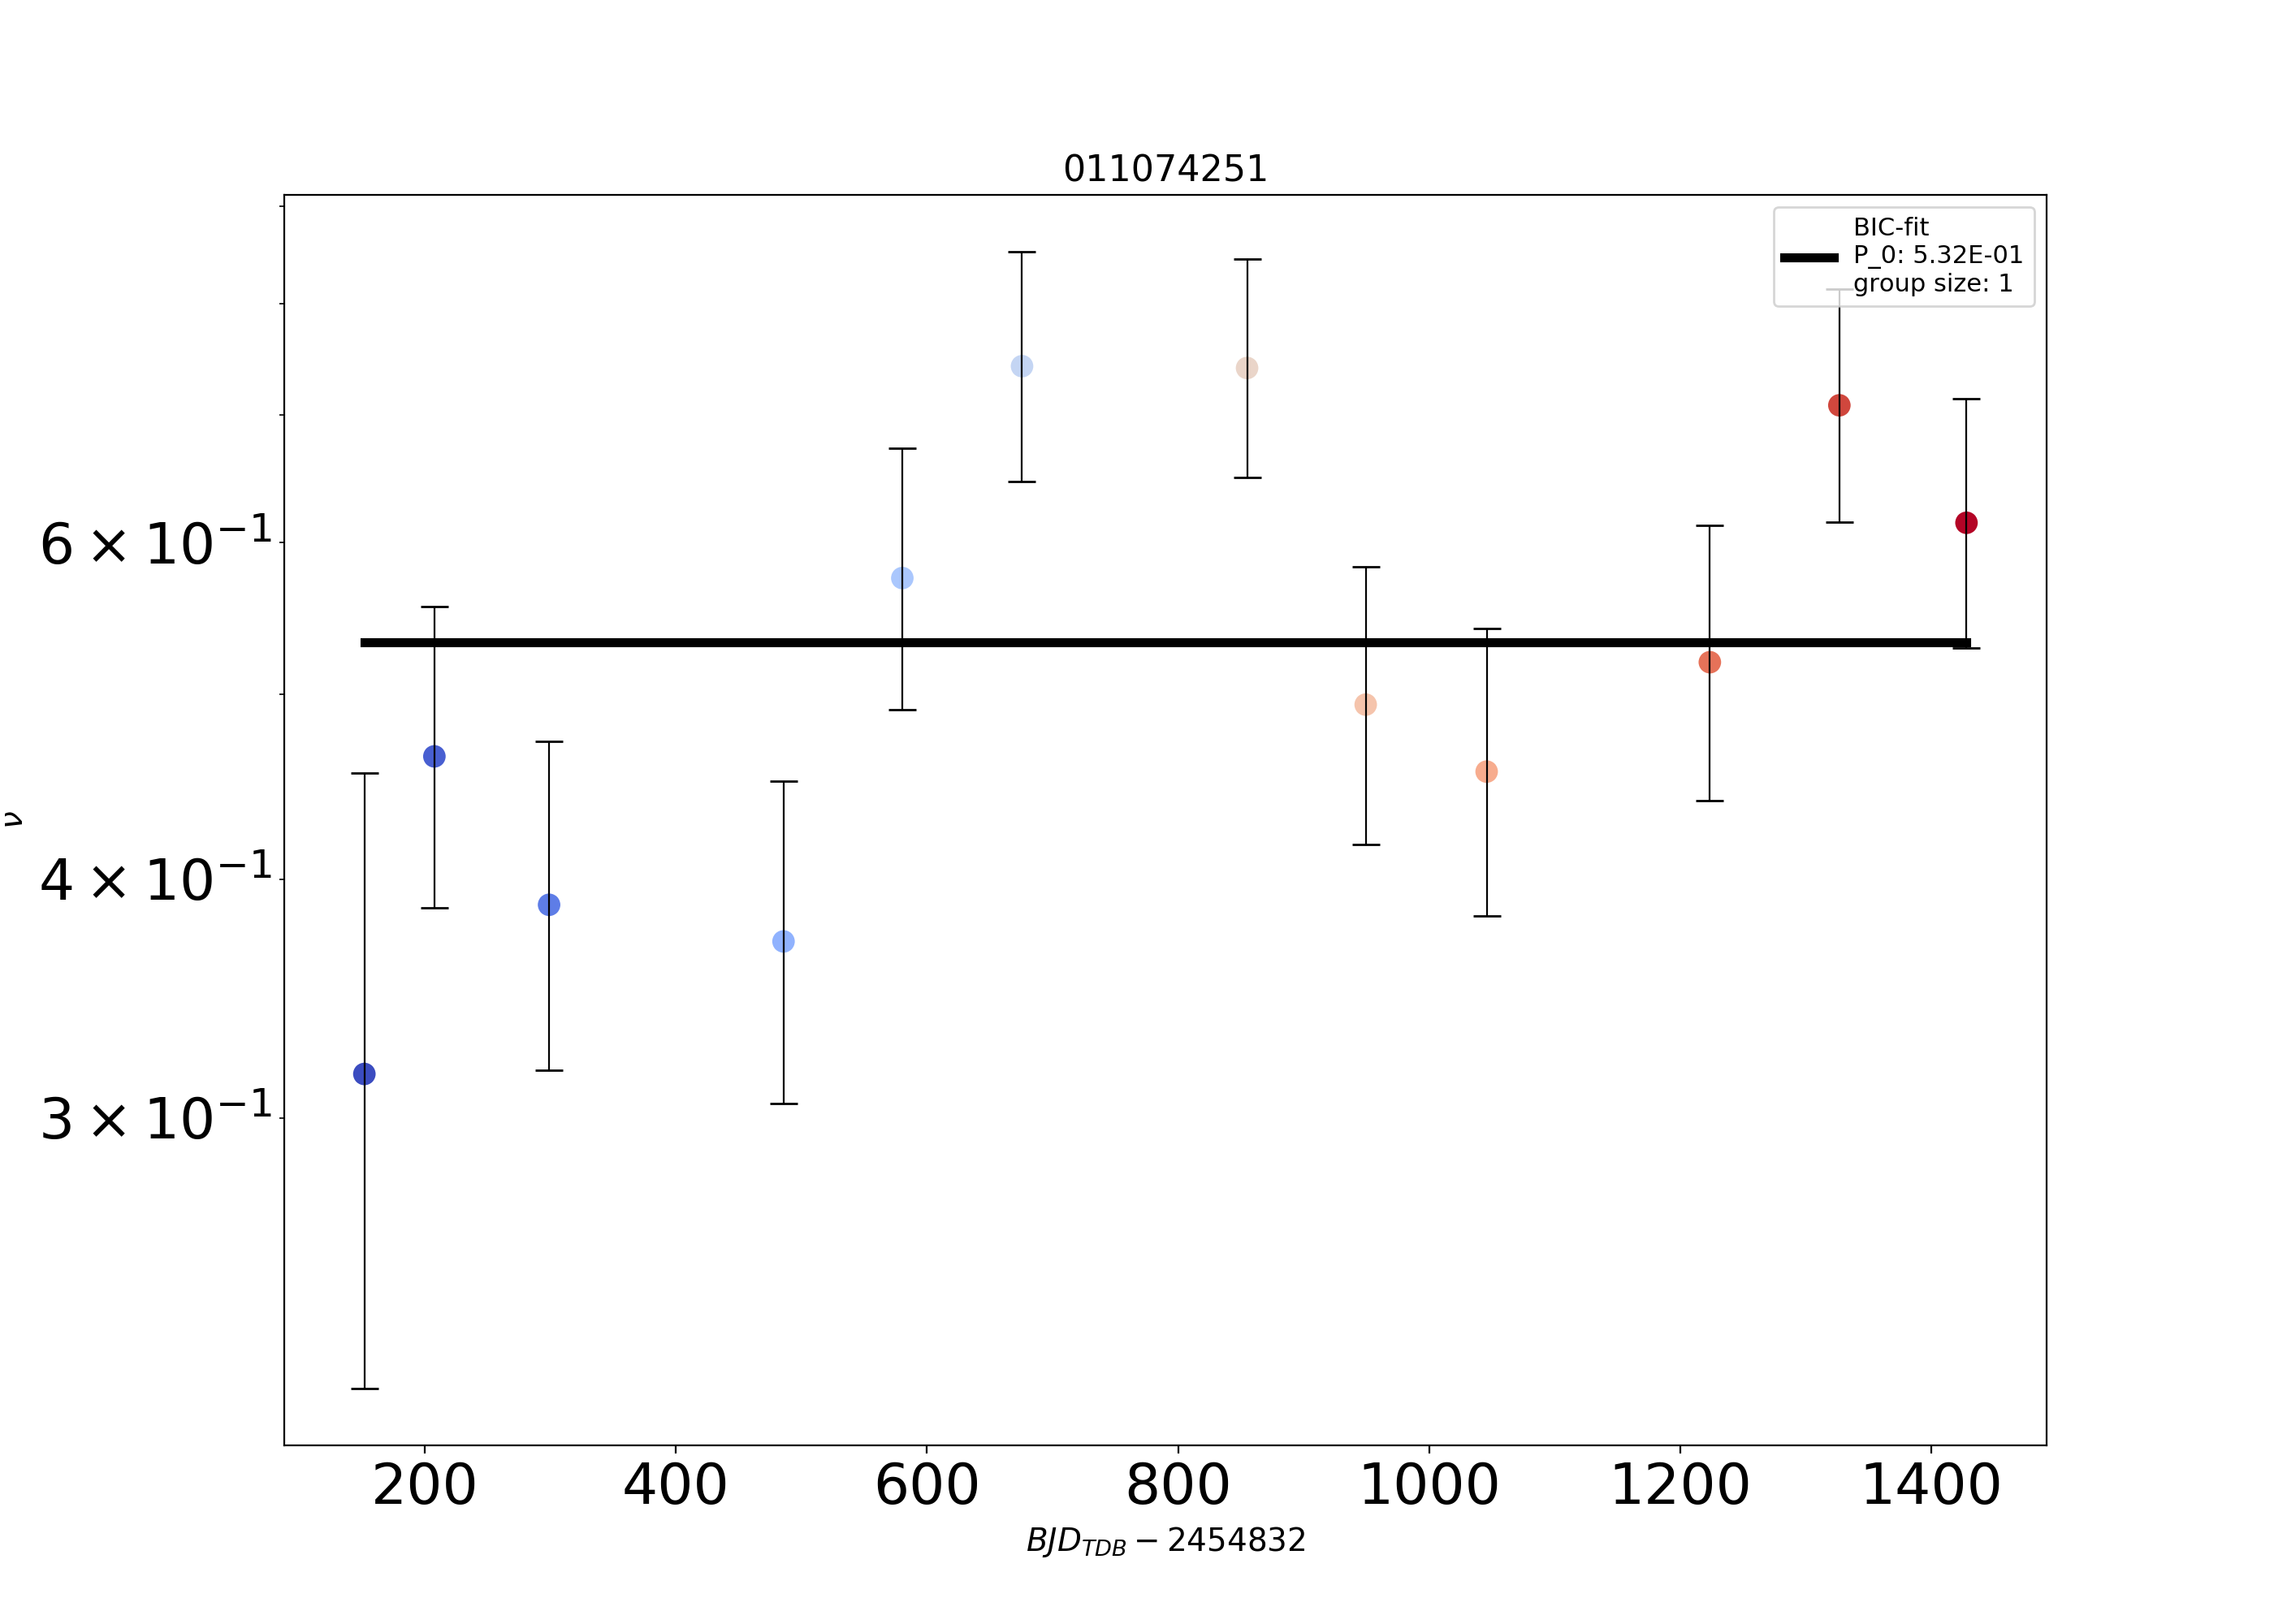 011074251
BIC-fit
P_0: 5.32E-01
group size: 1
ν
6 × 10⁻¹
4 × 10⁻¹
3 × 10⁻¹
200 400 600 800 1000 1200 1400
BJD_TDB − 2454832